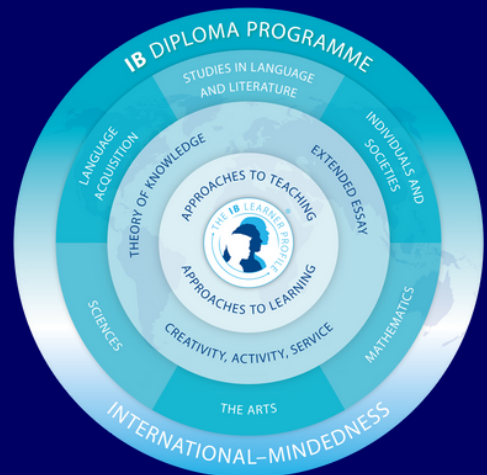 IB DIPLOMA PROGRAMME
STUDIES IN LANGUAGE
AND LITERATURE
LANGUAGE
ACQUISITION
INDIVIDUALS AND
SOCIETIES
THEORY OF KNOWLEDGE
EXTENDED ESSAY
APPROACHES TO TEACHING
• THE IB LEARNER PROFILE •
APPROACHES TO LEARNING
CREATIVITY, ACTIVITY, SERVICE
SCIENCES
MATHEMATICS
THE ARTS
INTERNATIONAL–MINDEDNESS